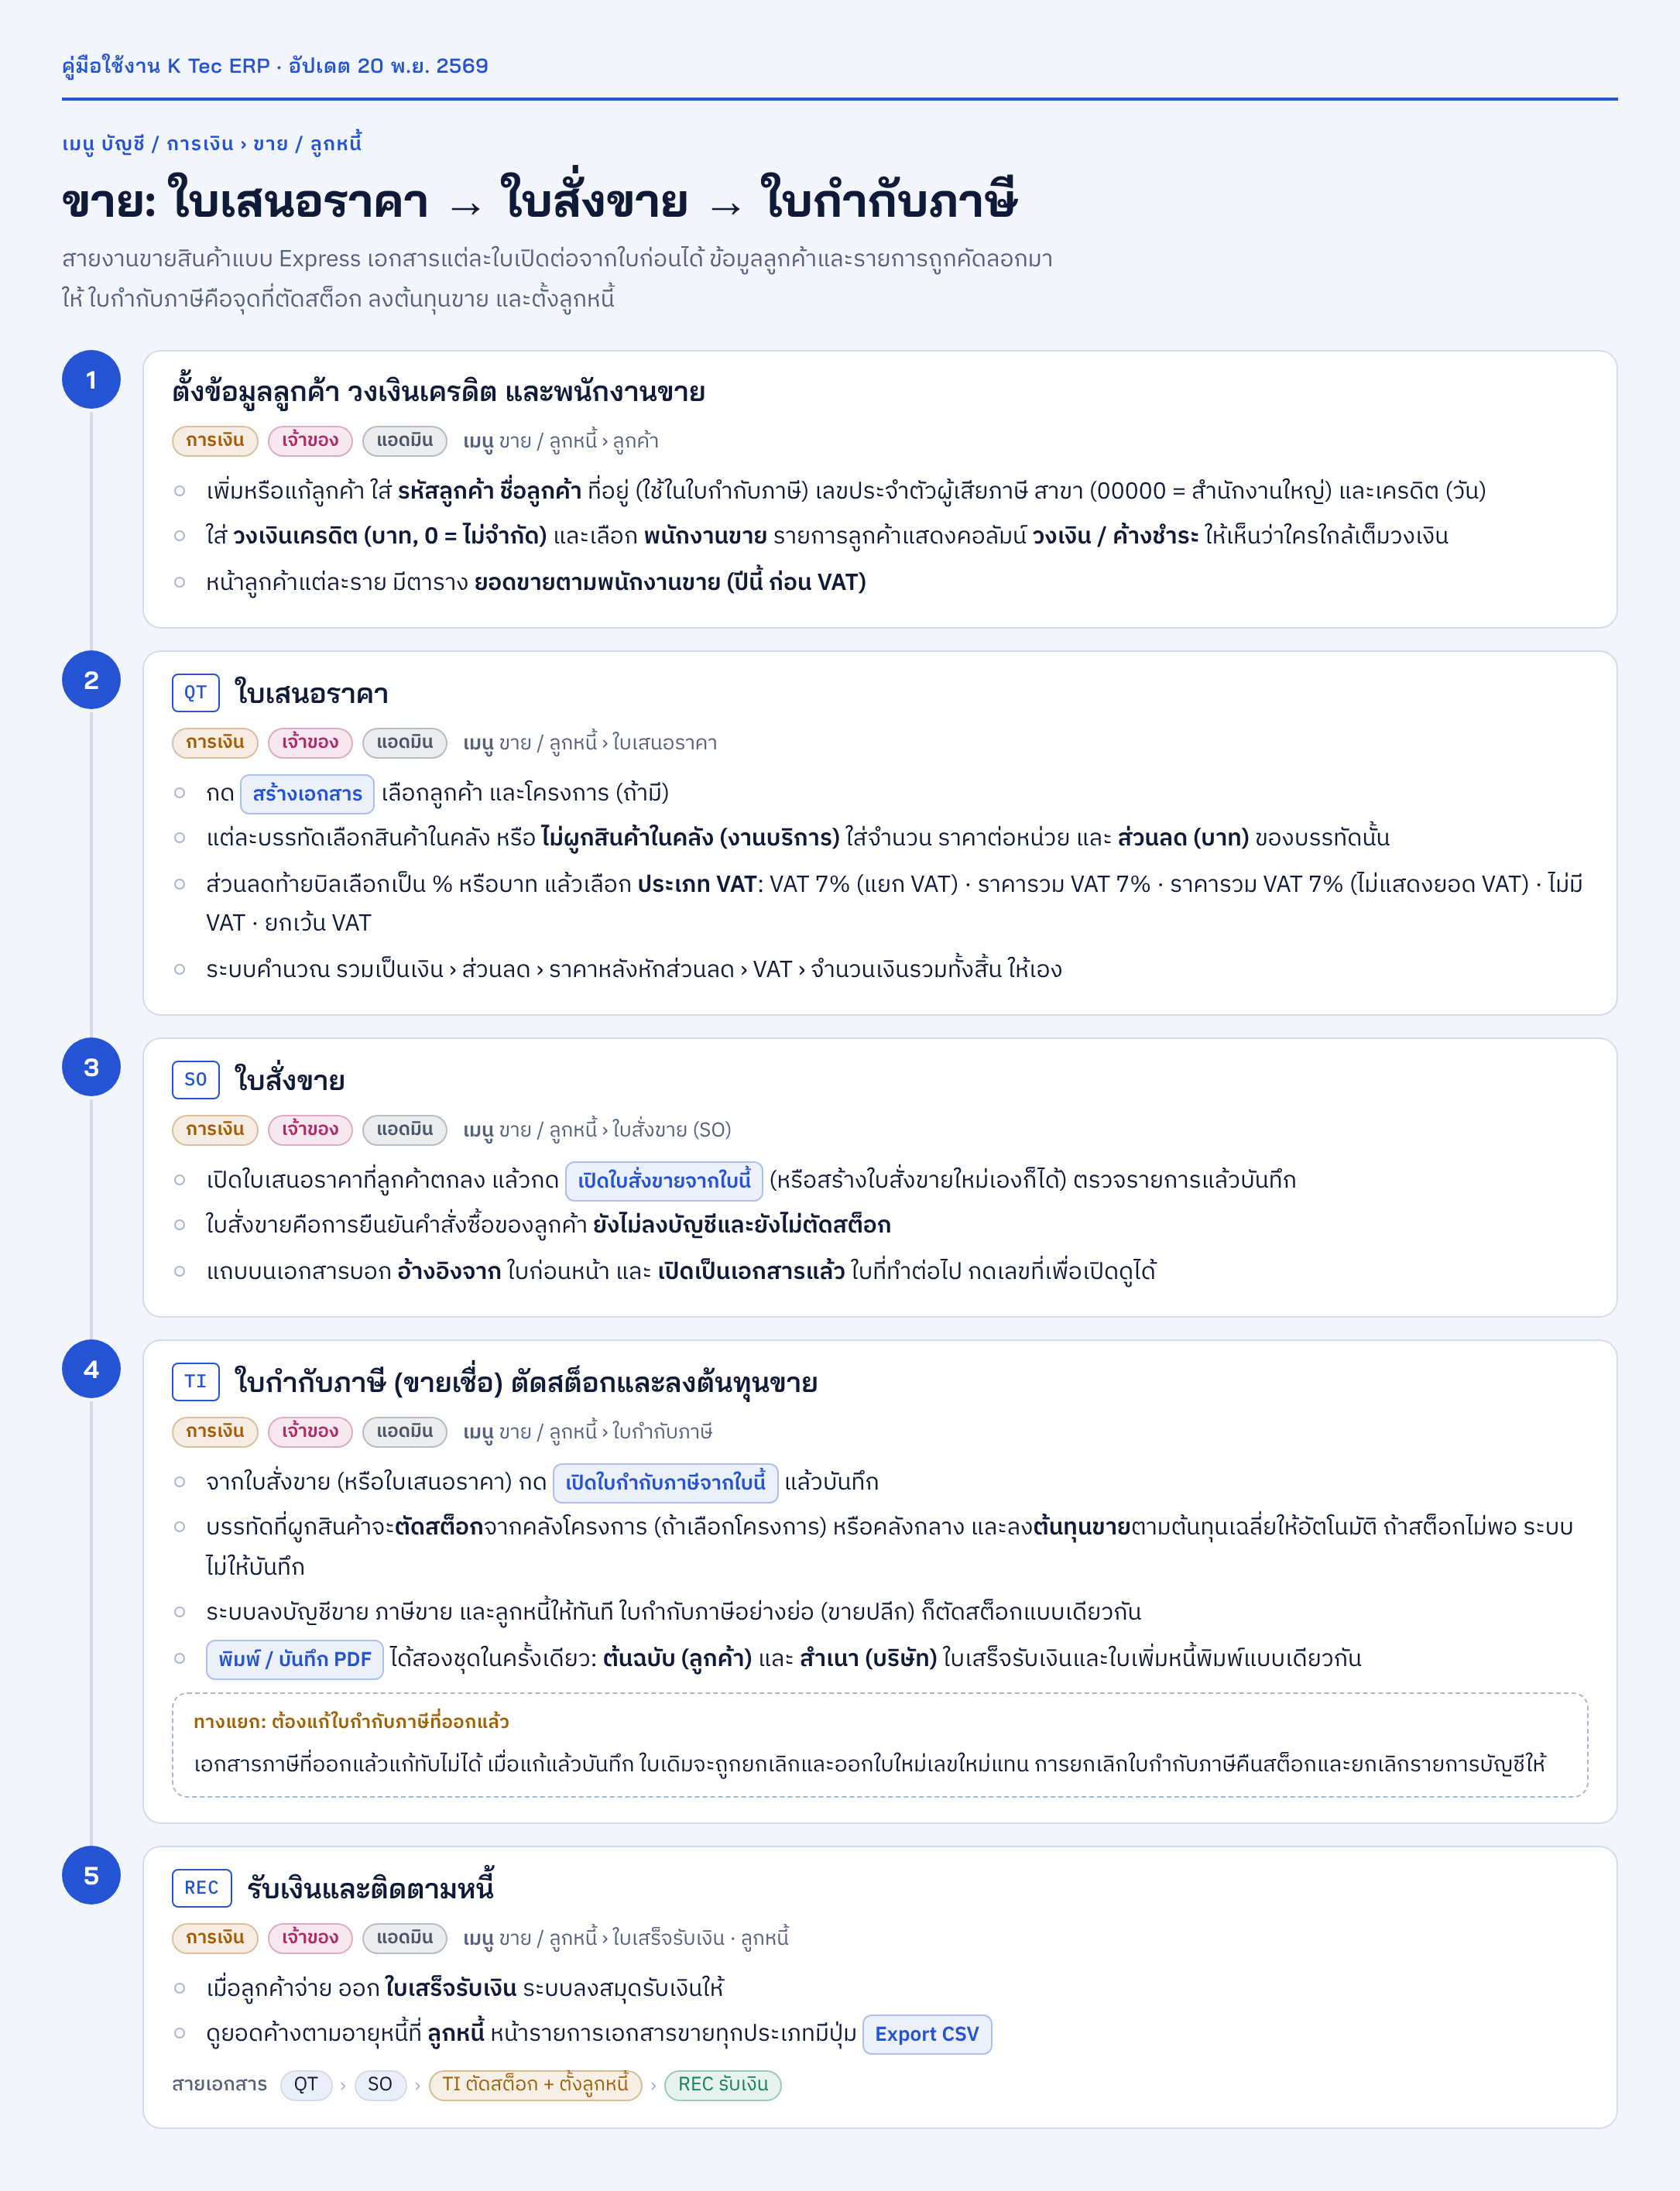 คู่มือใช้งาน K Tec ERP · อัปเดต 20 พ.ย. 2569
เมนู บัญชี / การเงิน › ขาย / ลูกหนี้
ขาย: ใบเสนอราคา → ใบสั่งขาย → ใบกำกับภาษี
สายงานขายสินค้าแบบ Express เอกสารแต่ละใบเปิดต่อจากใบก่อนได้ ข้อมูลลูกค้าและรายการถูกคัดลอกมา
ให้ ใบกำกับภาษีคือจุดที่ตัดสต็อก ลงต้นทุนขาย และตั้งลูกหนี้
1
ตั้งข้อมูลลูกค้า วงเงินเครดิต และพนักงานขาย
การเงิน เจ้าของ แอดมิน เมนู ขาย / ลูกหนี้ › ลูกค้า
เพิ่มหรือแก้ลูกค้า ใส่ รหัสลูกค้า ชื่อลูกค้า ที่อยู่ (ใช้ในใบกำกับภาษี) เลขประจำตัวผู้เสียภาษี สาขา (00000 = สำนักงานใหญ่) และเครดิต (วัน)
ใส่ วงเงินเครดิต (บาท, 0 = ไม่จำกัด) และเลือก พนักงานขาย รายการลูกค้าแสดงคอลัมน์ วงเงิน / ค้างชำระ ให้เห็นว่าใครใกล้เต็มวงเงิน
หน้าลูกค้าแต่ละราย มีตาราง ยอดขายตามพนักงานขาย (ปีนี้ ก่อน VAT)
2
QT ใบเสนอราคา
การเงิน เจ้าของ แอดมิน เมนู ขาย / ลูกหนี้ › ใบเสนอราคา
กด สร้างเอกสาร เลือกลูกค้า และโครงการ (ถ้ามี)
แต่ละบรรทัดเลือกสินค้าในคลัง หรือ ไม่ผูกสินค้าในคลัง (งานบริการ) ใส่จำนวน ราคาต่อหน่วย และ ส่วนลด (บาท) ของบรรทัดนั้น
ส่วนลดท้ายบิลเลือกเป็น % หรือบาท แล้วเลือก ประเภท VAT: VAT 7% (แยก VAT) · ราคารวม VAT 7% · ราคารวม VAT 7% (ไม่แสดงยอด VAT) · ไม่มี
VAT · ยกเว้น VAT
ระบบคำนวณ รวมเป็นเงิน › ส่วนลด › ราคาหลังหักส่วนลด › VAT › จำนวนเงินรวมทั้งสิ้น ให้เอง
3
SO ใบสั่งขาย
การเงิน เจ้าของ แอดมิน เมนู ขาย / ลูกหนี้ › ใบสั่งขาย (SO)
เปิดใบเสนอราคาที่ลูกค้าตกลง แล้วกด เปิดใบสั่งขายจากใบนี้ (หรือสร้างใบสั่งขายใหม่เองก็ได้) ตรวจรายการแล้วบันทึก
ใบสั่งขายคือการยืนยันคำสั่งซื้อของลูกค้า ยังไม่ลงบัญชีและยังไม่ตัดสต็อก
แถบบนเอกสารบอก อ้างอิงจาก ใบก่อนหน้า และ เปิดเป็นเอกสารแล้ว ใบที่ทำต่อไป กดเลขที่เพื่อเปิดดูได้
4
TI ใบกำกับภาษี (ขายเชื่อ) ตัดสต็อกและลงต้นทุนขาย
การเงิน เจ้าของ แอดมิน เมนู ขาย / ลูกหนี้ › ใบกำกับภาษี
จากใบสั่งขาย (หรือใบเสนอราคา) กด เปิดใบกำกับภาษีจากใบนี้ แล้วบันทึก
บรรทัดที่ผูกสินค้าจะตัดสต็อกจากคลังโครงการ (ถ้าเลือกโครงการ) หรือคลังกลาง และลงต้นทุนขายตามต้นทุนเฉลี่ยให้อัตโนมัติ ถ้าสต็อกไม่พอ ระบบ
ไม่ให้บันทึก
ระบบลงบัญชีขาย ภาษีขาย และลูกหนี้ให้ทันที ใบกำกับภาษีอย่างย่อ (ขายปลีก) ก็ตัดสต็อกแบบเดียวกัน
พิมพ์ / บันทึก PDF ได้สองชุดในครั้งเดียว: ต้นฉบับ (ลูกค้า) และ สำเนา (บริษัท) ใบเสร็จรับเงินและใบเพิ่มหนี้พิมพ์แบบเดียวกัน
ทางแยก: ต้องแก้ใบกำกับภาษีที่ออกแล้ว
เอกสารภาษีที่ออกแล้วแก้ทับไม่ได้ เมื่อแก้แล้วบันทึก ใบเดิมจะถูกยกเลิกและออกใบใหม่เลขใหม่แทน การยกเลิกใบกำกับภาษีคืนสต็อกและยกเลิกรายการบัญชีให้
5
REC รับเงินและติดตามหนี้
การเงิน เจ้าของ แอดมิน เมนู ขาย / ลูกหนี้ › ใบเสร็จรับเงิน · ลูกหนี้
เมื่อลูกค้าจ่าย ออก ใบเสร็จรับเงิน ระบบลงสมุดรับเงินให้
ดูยอดค้างตามอายุหนี้ที่ ลูกหนี้ หน้ารายการเอกสารขายทุกประเภทมีปุ่ม Export CSV
สายเอกสาร QT › SO › TI ตัดสต็อก + ตั้งลูกหนี้ › REC รับเงิน